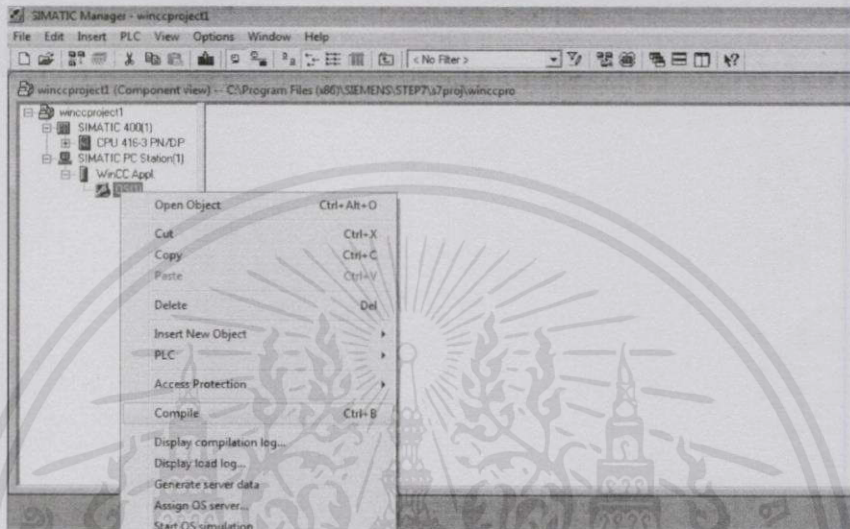 SIMATIC Manager - winccproject1
File Edit Insert PLC View Options Window Help
< No Filter >
winccproject1 (Component view) -- C:\Program Files (x86)\SIEMENS\STEP7\s7proj\winccpro
winccproject1
SIMATIC 400(1)
CPU 416-3 PN/DP
SIMATIC PC Station(1)
WinCC Appl.
OS(1)
Open Object Ctrl+Alt+O
Cut Ctrl+X
Copy Ctrl+C
Paste Ctrl+V
Delete Del
Insert New Object
PLC
Access Protection
Compile Ctrl+B
Display compilation log...
Display load log...
Generate server data
Assign OS server...
Start OS simulation